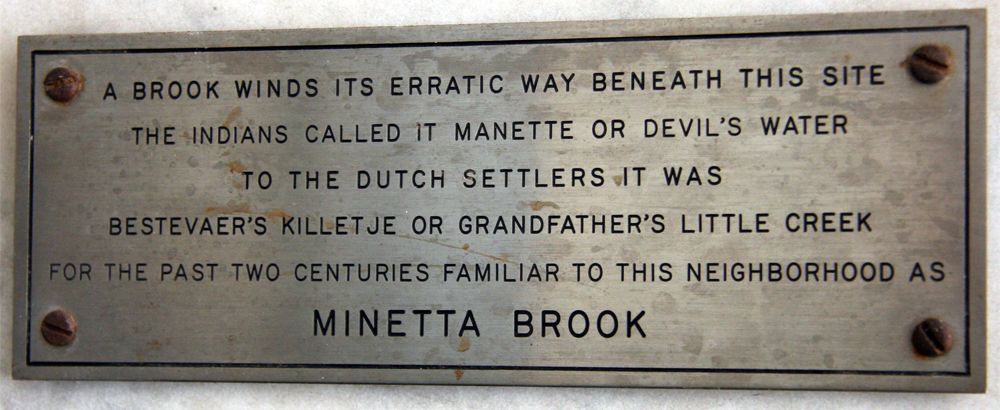 A BROOK WINDS ITS ERRATIC WAY BENEATH THIS SITE
THE INDIANS CALLED IT MANETTE OR DEVIL'S WATER
TO THE DUTCH SETTLERS IT WAS
BESTEVAER'S KILLETJE OR GRANDFATHER'S LITTLE CREEK
FOR THE PAST TWO CENTURIES FAMILIAR TO THIS NEIGHBORHOOD AS
MINETTA BROOK